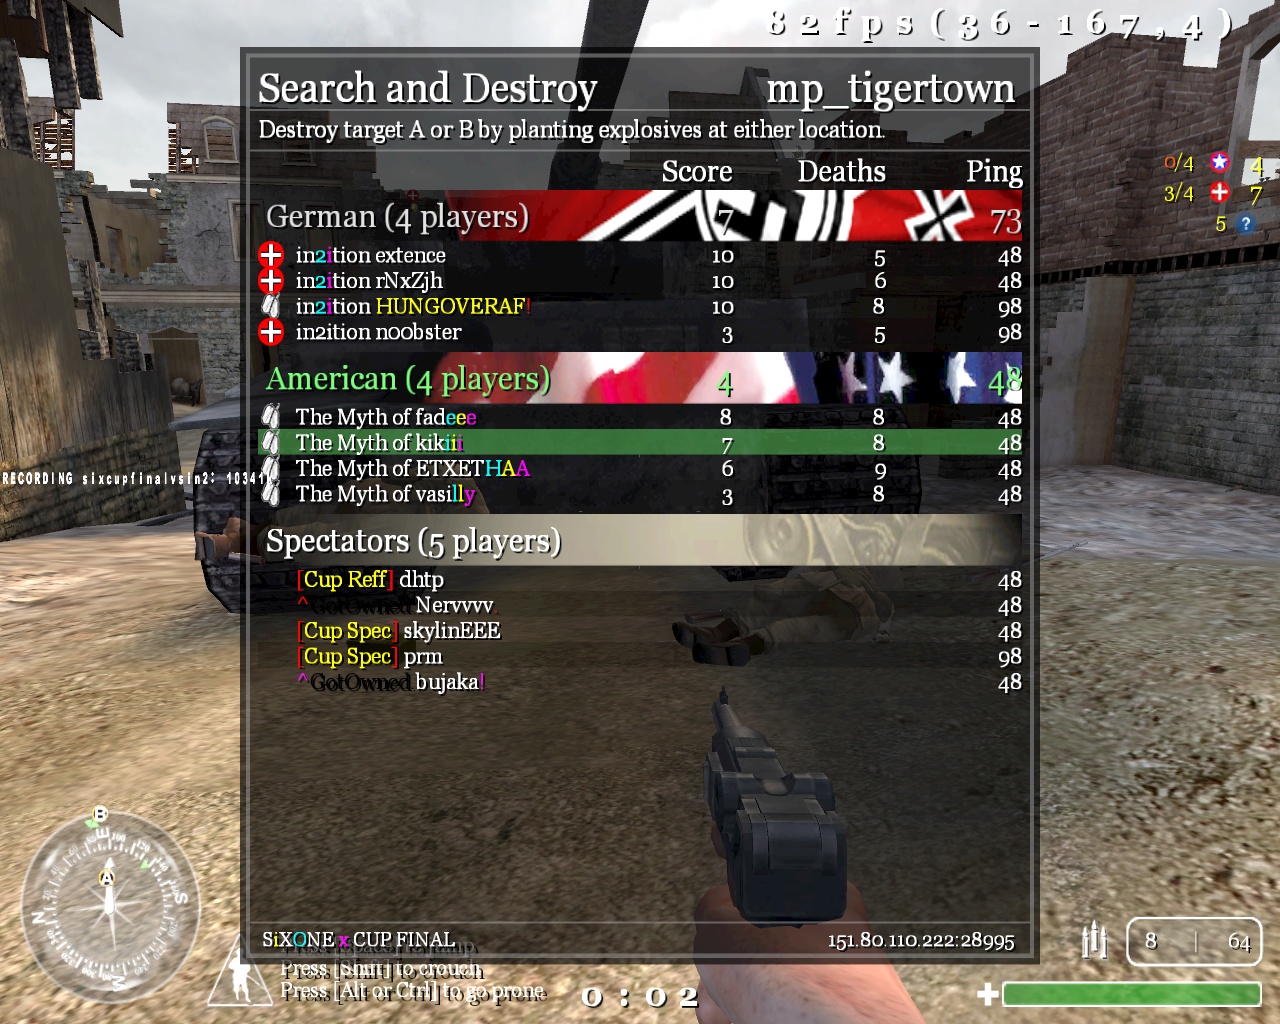 82fps(36-167,4)
Search and Destroy mp_tigertown
Destroy target A or B by planting explosives at either location.
Score Deaths Ping
0/4 4
3/4 7
5 ?
German (4 players) 7 73
in2ition extence 10 5 48
in2ition rNxZjh 10 6 48
in2ition HUNGOVERAF! 10 8 98
in2ition noobster 3 5 98
American (4 players) 4 48
The Myth of fadeee 8 8 48
The Myth of kikiii 7 8 48
The Myth of ETXETHAA 6 9 48
The Myth of vasilly 3 8 48
RECORDING sixcupfinalvsin2: 10341
Spectators (5 players)
[Cup Reff] dhtp 48
^GotOwned Nervvvv. 48
[Cup Spec] skylinEEE 48
[Cup Spec] prm 98
^GotOwned bujaka! 48
B
E
A
S
N
W
SiXONE x CUP FINAL 151.80.110.222:28995
Press [Space] to jump
Press [Shift] to crouch
Press [Alt or Ctrl] to go prone
0:02
8 | 64